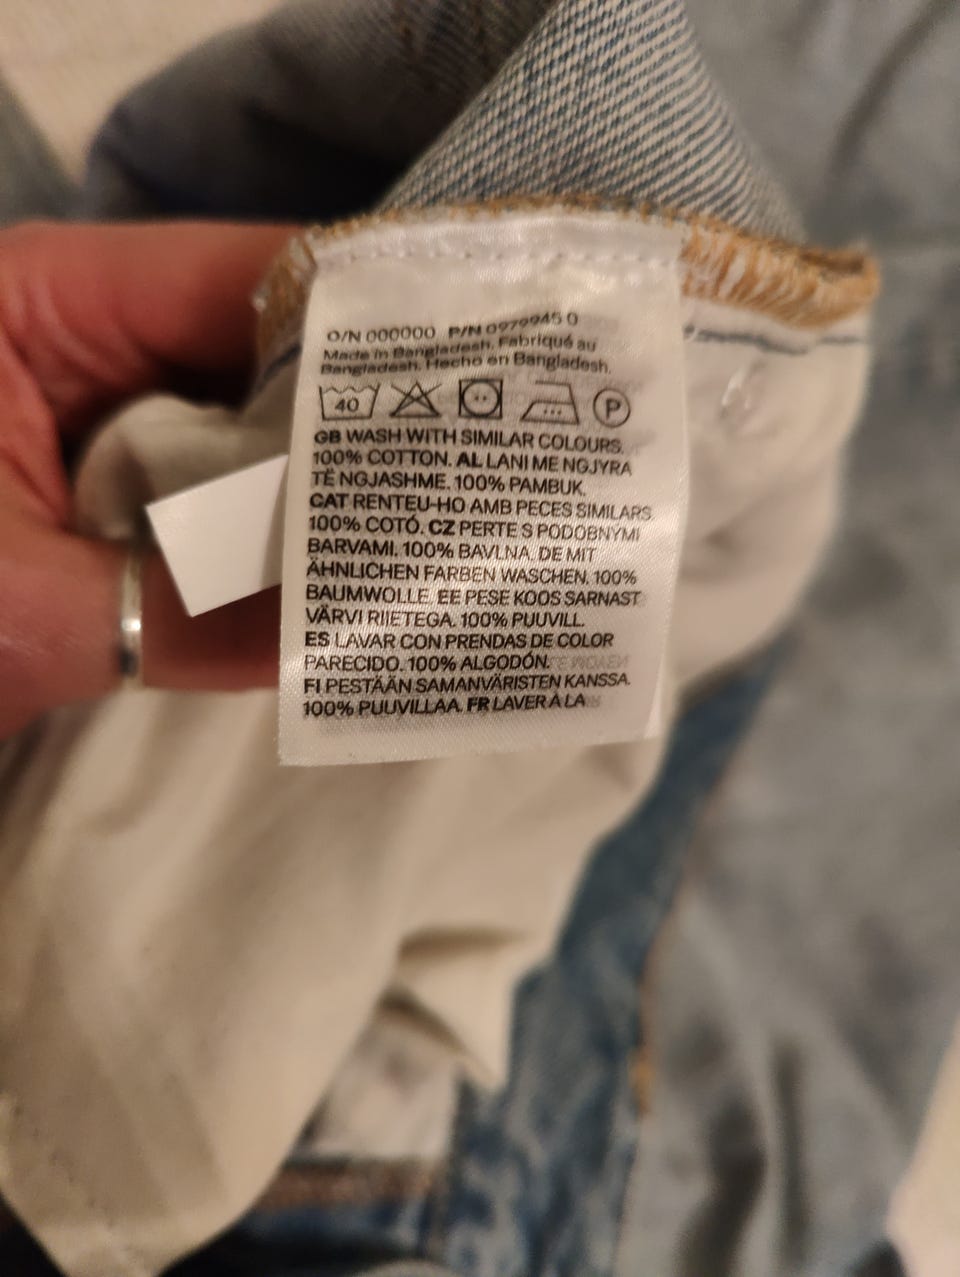 O/N 000000 P/N 0979945 0
Made in Bangladesh. Fabriqué au
Bangladesh. Hecho en Bangladesh.
40 P
GB WASH WITH SIMILAR COLOURS.
100% COTTON. AL LANI ME NGJYRA
TË NGJASHME. 100% PAMBUK.
CAT RENTEU-HO AMB PECES SIMILARS.
100% COTÓ. CZ PERTE S PODOBNÝMI
BARVAMI. 100% BAVLNA. DE MIT
ÄHNLICHEN FARBEN WASCHEN. 100%
BAUMWOLLE. EE PESE KOOS SARNAST
VÄRVI RIIETEGA. 100% PUUVILL.
ES LAVAR CON PRENDAS DE COLOR
PARECIDO. 100% ALGODÓN.
FI PESTÄÄN SAMANVÄRISTEN KANSSA.
100% PUUVILLAA. FR LAVER À LA